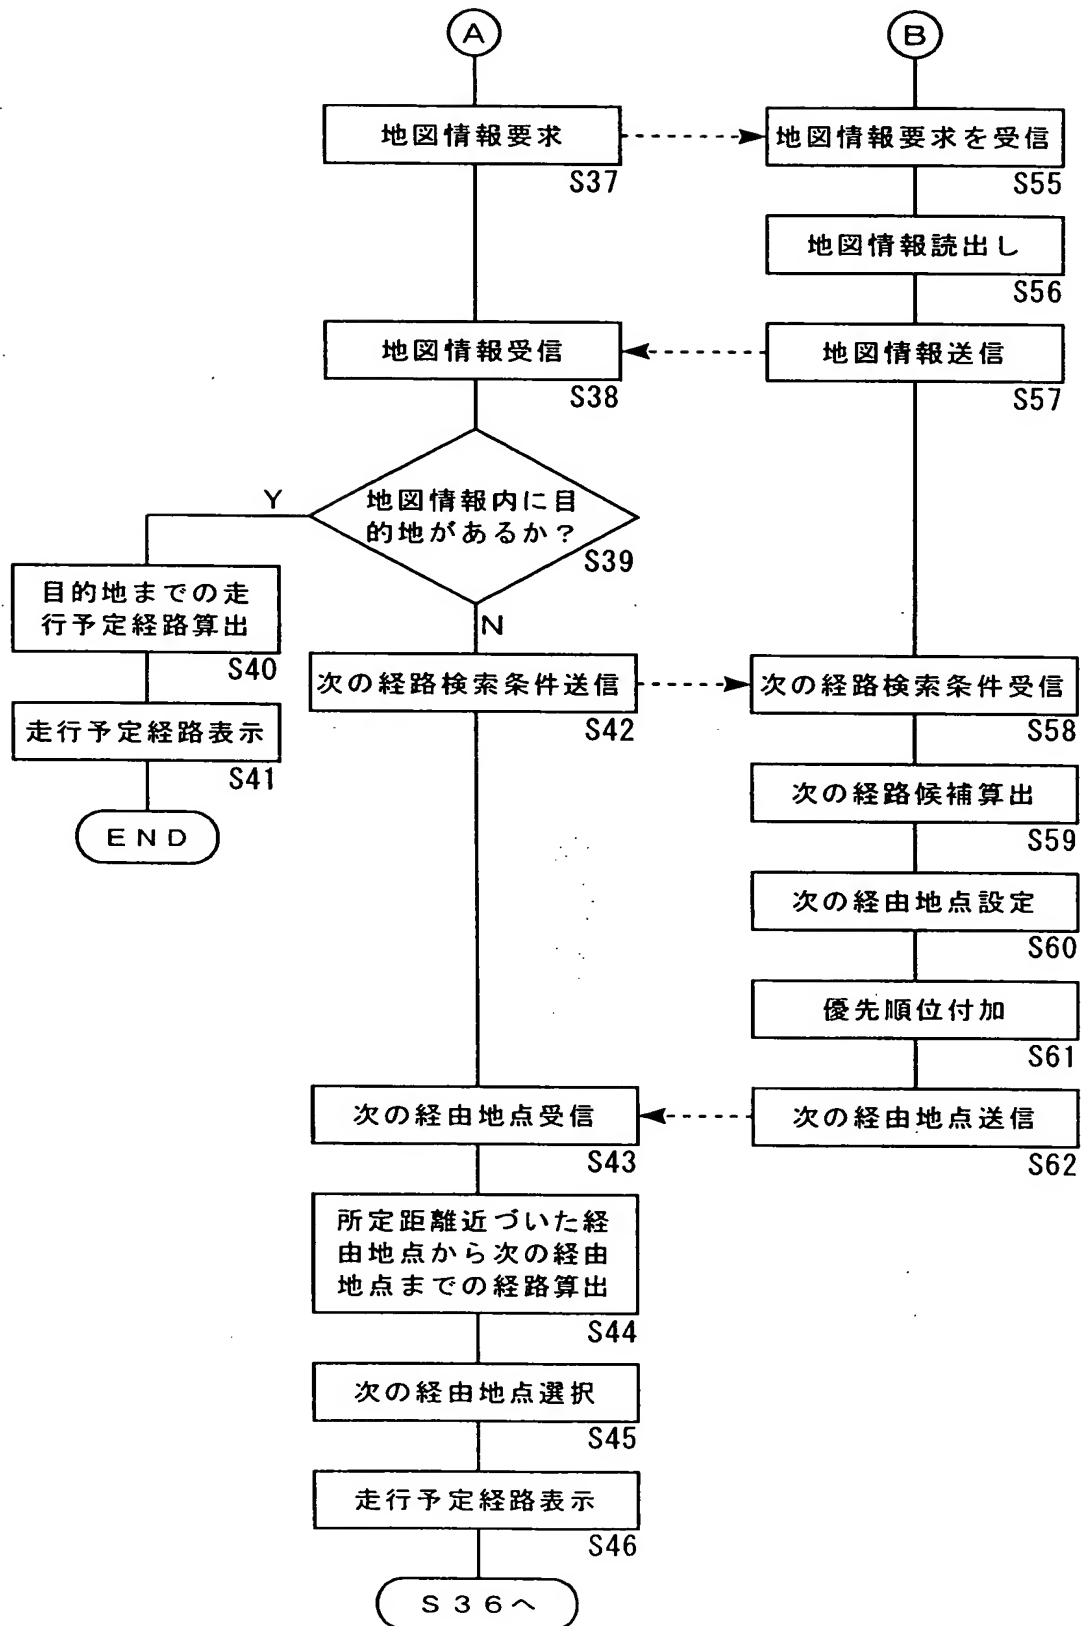 A
B
地図情報要求
S37
地図情報要求を受信
S55
地図情報読出し
S56
地図情報受信
S38
地図情報送信
S57
地図情報内に目
的地があるか?
S39
Y
N
目的地までの走
行予定経路算出
S40
走行予定経路表示
S41
END
次の経路検索条件送信
S42
次の経路検索条件受信
S58
次の経路候補算出
S59
次の経由地点設定
S60
優先順位付加
S61
次の経由地点受信
S43
次の経由地点送信
S62
所定距離近づいた経
由地点から次の経由
地点までの経路算出
S44
次の経由地点選択
S45
走行予定経路表示
S46
S36へ